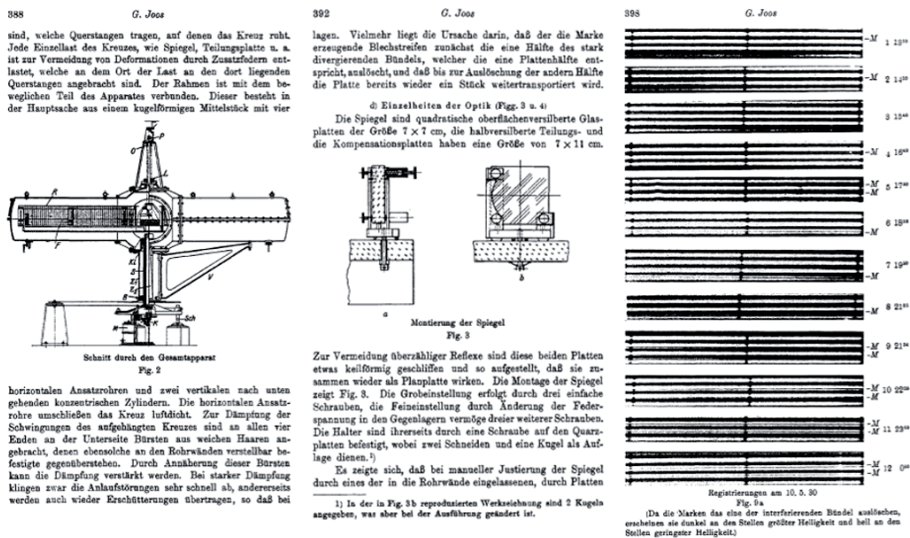 388
G. Joos
sind, welche Querstangen tragen, auf denen das Kreuz ruht.
Jede Einzellast des Kreuzes, wie Spiegel, Teilungsplatte u. a.
ist zur Vermeidung von Deformationen durch Zusatzfedern ent-
lastet, welche an dem Ort der Last an den dort liegenden
Querstangen angebracht sind. Der Rahmen ist mit dem be-
weglichen Teil des Apparates verbunden. Dieser besteht in
der Hauptsache aus einem kugelförmigen Mittelstück mit vier
P
O
L
R
F
S
V
B
K
M
Sch
Schnitt durch den Gesamtapparat
Fig. 2
horizontalen Ansatzrohren und zwei vertikalen nach unten
gehenden konzentrischen Zylindern. Die horizontalen Ansatz-
rohre umschließen das Kreuz luftdicht. Zur Dämpfung der
Schwingungen des aufgehängten Kreuzes sind an allen vier
Enden an der Unterseite Bürsten aus weichen Haaren an-
gebracht, denen ebensolche an den Rohrwänden verstellbar be-
festigte gegenüberstehen. Durch Annäherung dieser Bürsten
kann die Dämpfung verstärkt werden. Bei starker Dämpfung
klingen zwar die Anlaufstörungen sehr schnell ab, andererseits
werden auch wieder Erschütterungen übertragen, so daß bei
392
G. Joos
lagen. Vielmehr liegt die Ursache darin, daß der die Marke
erzeugende Blechstreifen zunächst die eine Hälfte des stark
divergierenden Bündels, welcher die eine Plattenhälfte ent-
spricht, auslöscht, und daß bis zur Auslöschung der andern Hälfte
die Platte bereits wieder ein Stück weitertransportiert wird.
d) Einzelheiten der Optik (Figg. 3 u. 4)
Die Spiegel sind quadratische oberflächenversilberte Glas-
platten der Größe 7 × 7 cm, die halbversilberte Teilungs- und
die Kompensationsplatten haben eine Größe von 7 × 11 cm.
a
b
Montierung der Spiegel
Fig. 3
Zur Vermeidung überzähliger Reflexe sind diese beiden Platten
etwas keilförmig geschliffen und so aufgestellt, daß sie zu-
sammen wieder als Planplatte wirken. Die Montage der Spiegel
zeigt Fig. 3. Die Grobeinstellung erfolgt durch drei einfache
Schrauben, die Feineinstellung durch Änderung der Feder-
spannung in den Gegenlagern vermöge dreier weiterer Schrauben.
Die Halter sind ihrerseits durch eine Schraube auf den Quarz-
platten befestigt, wobei zwei Schneiden und eine Kugel als Auf-
lage dienen.¹)
Es zeigte sich, daß bei manueller Justierung der Spiegel
durch eines der in die Rohrwände eingelassenen, durch Platten
1) In der in Fig. 3b reproduzierten Werkzeichnung sind 2 Kugeln
angegeben, was aber bei der Ausführung geändert ist.
398
G. Joos
-M
1
2
3
4
-M
5
-M
6
-M
7
-M
8
-M
9
-M
10
-M
11
-M
12
-M
Registrierungen am 10. 5. 30
Fig. 9a
(Da die Marken das eine der interferierenden Bündel auslöschen,
erscheinen sie dunkel an den Stellen größter Helligkeit und hell an den
Stellen geringster Helligkeit.)